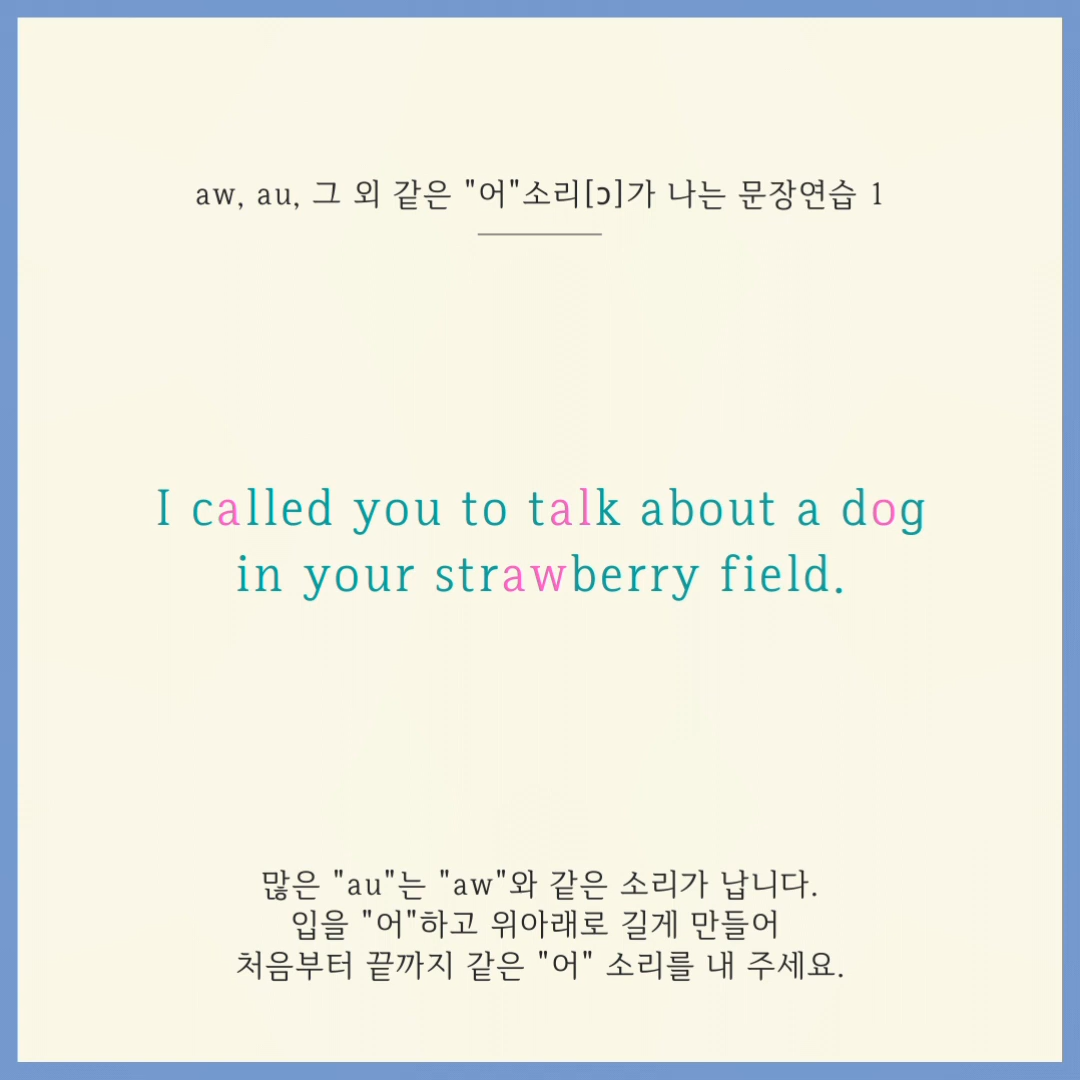 aw, au, 그 외 같은 "어"소리[ɔ]가 나는 문장연습 1
I called you to talk about a dog
in your strawberry field.
많은 "au"는 "aw"와 같은 소리가 납니다.
입을 "어"하고 위아래로 길게 만들어
처음부터 끝까지 같은 "어" 소리를 내 주세요.